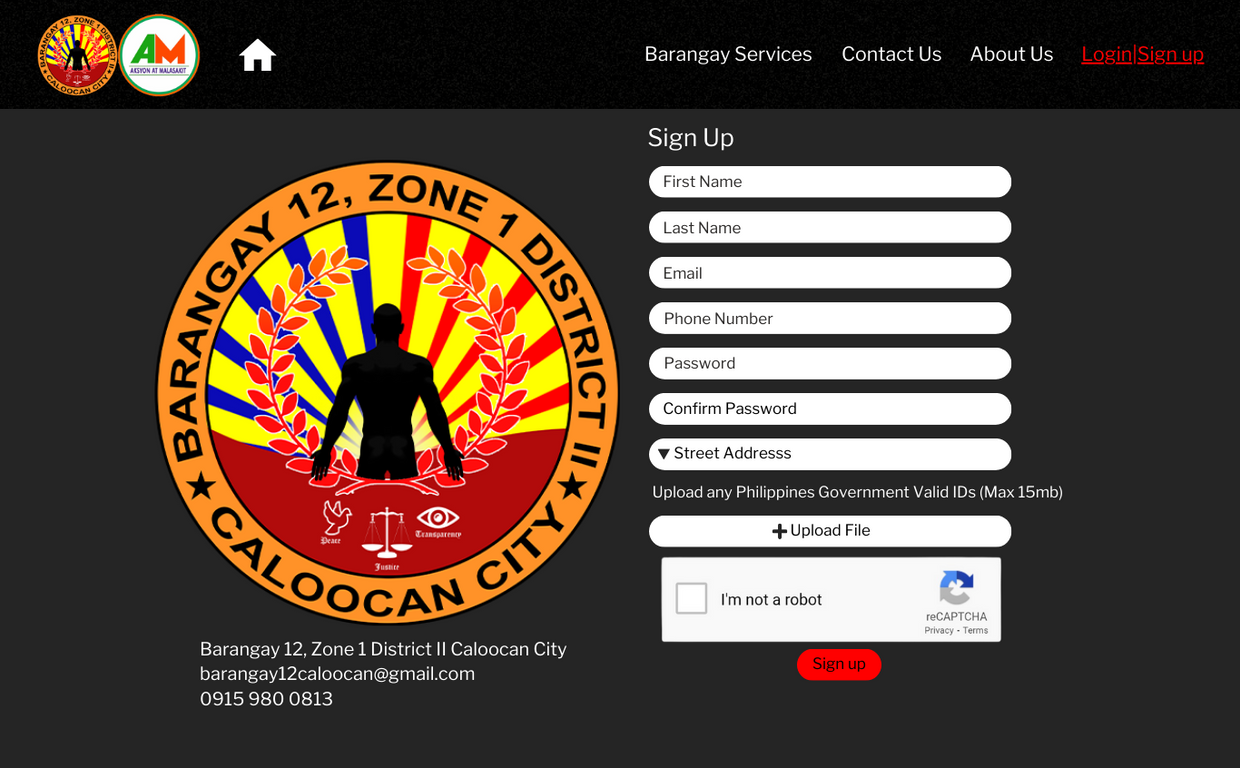 BARANGAY 12, ZONE 1 DISTRICT II
CALOOCAN CITY
AM
AKSYON AT MALASAKIT
Barangay Services
Contact Us
About Us
Login|Sign up
BARANGAY 12, ZONE 1 DISTRICT II
CALOOCAN CITY
Peace
Justice
Transparency
Barangay 12, Zone 1 District II Caloocan City
barangay12caloocan@gmail.com
0915 980 0813
Sign Up
First Name
Last Name
Email
Phone Number
Password
Confirm Password
Street Addresss
Upload any Philippines Government Valid IDs (Max 15mb)
Upload File
I'm not a robot
reCAPTCHA
Privacy - Terms
Sign up